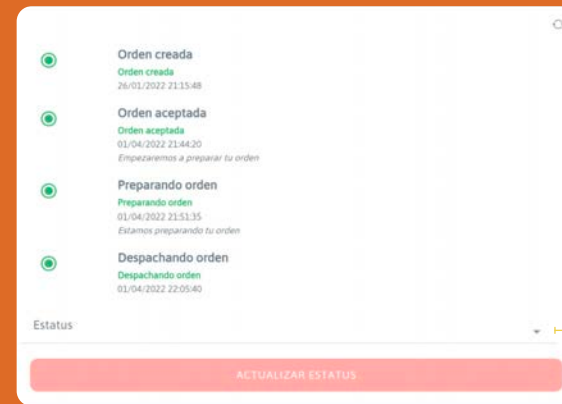 Orden creada
Orden creada
26/01/2022 21:15:48
Orden aceptada
Orden aceptada
01/04/2022 21:44:20
Empezaremos a preparar tu orden
Preparando orden
Preparando orden
01/04/2022 21:51:35
Estamos preparando tu orden
Despachando orden
Despachando orden
01/04/2022 22:05:40
Estatus
ACTUALIZAR ESTATUS